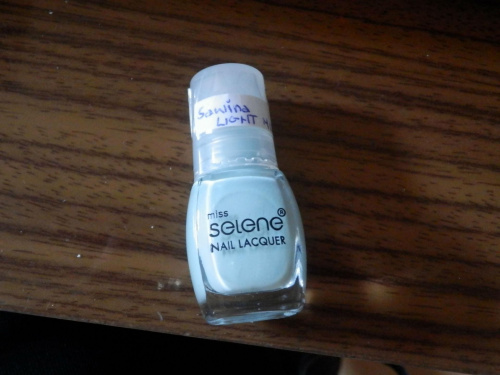 Sawina
LIGHT
miss
selene®
NAIL LACQUER